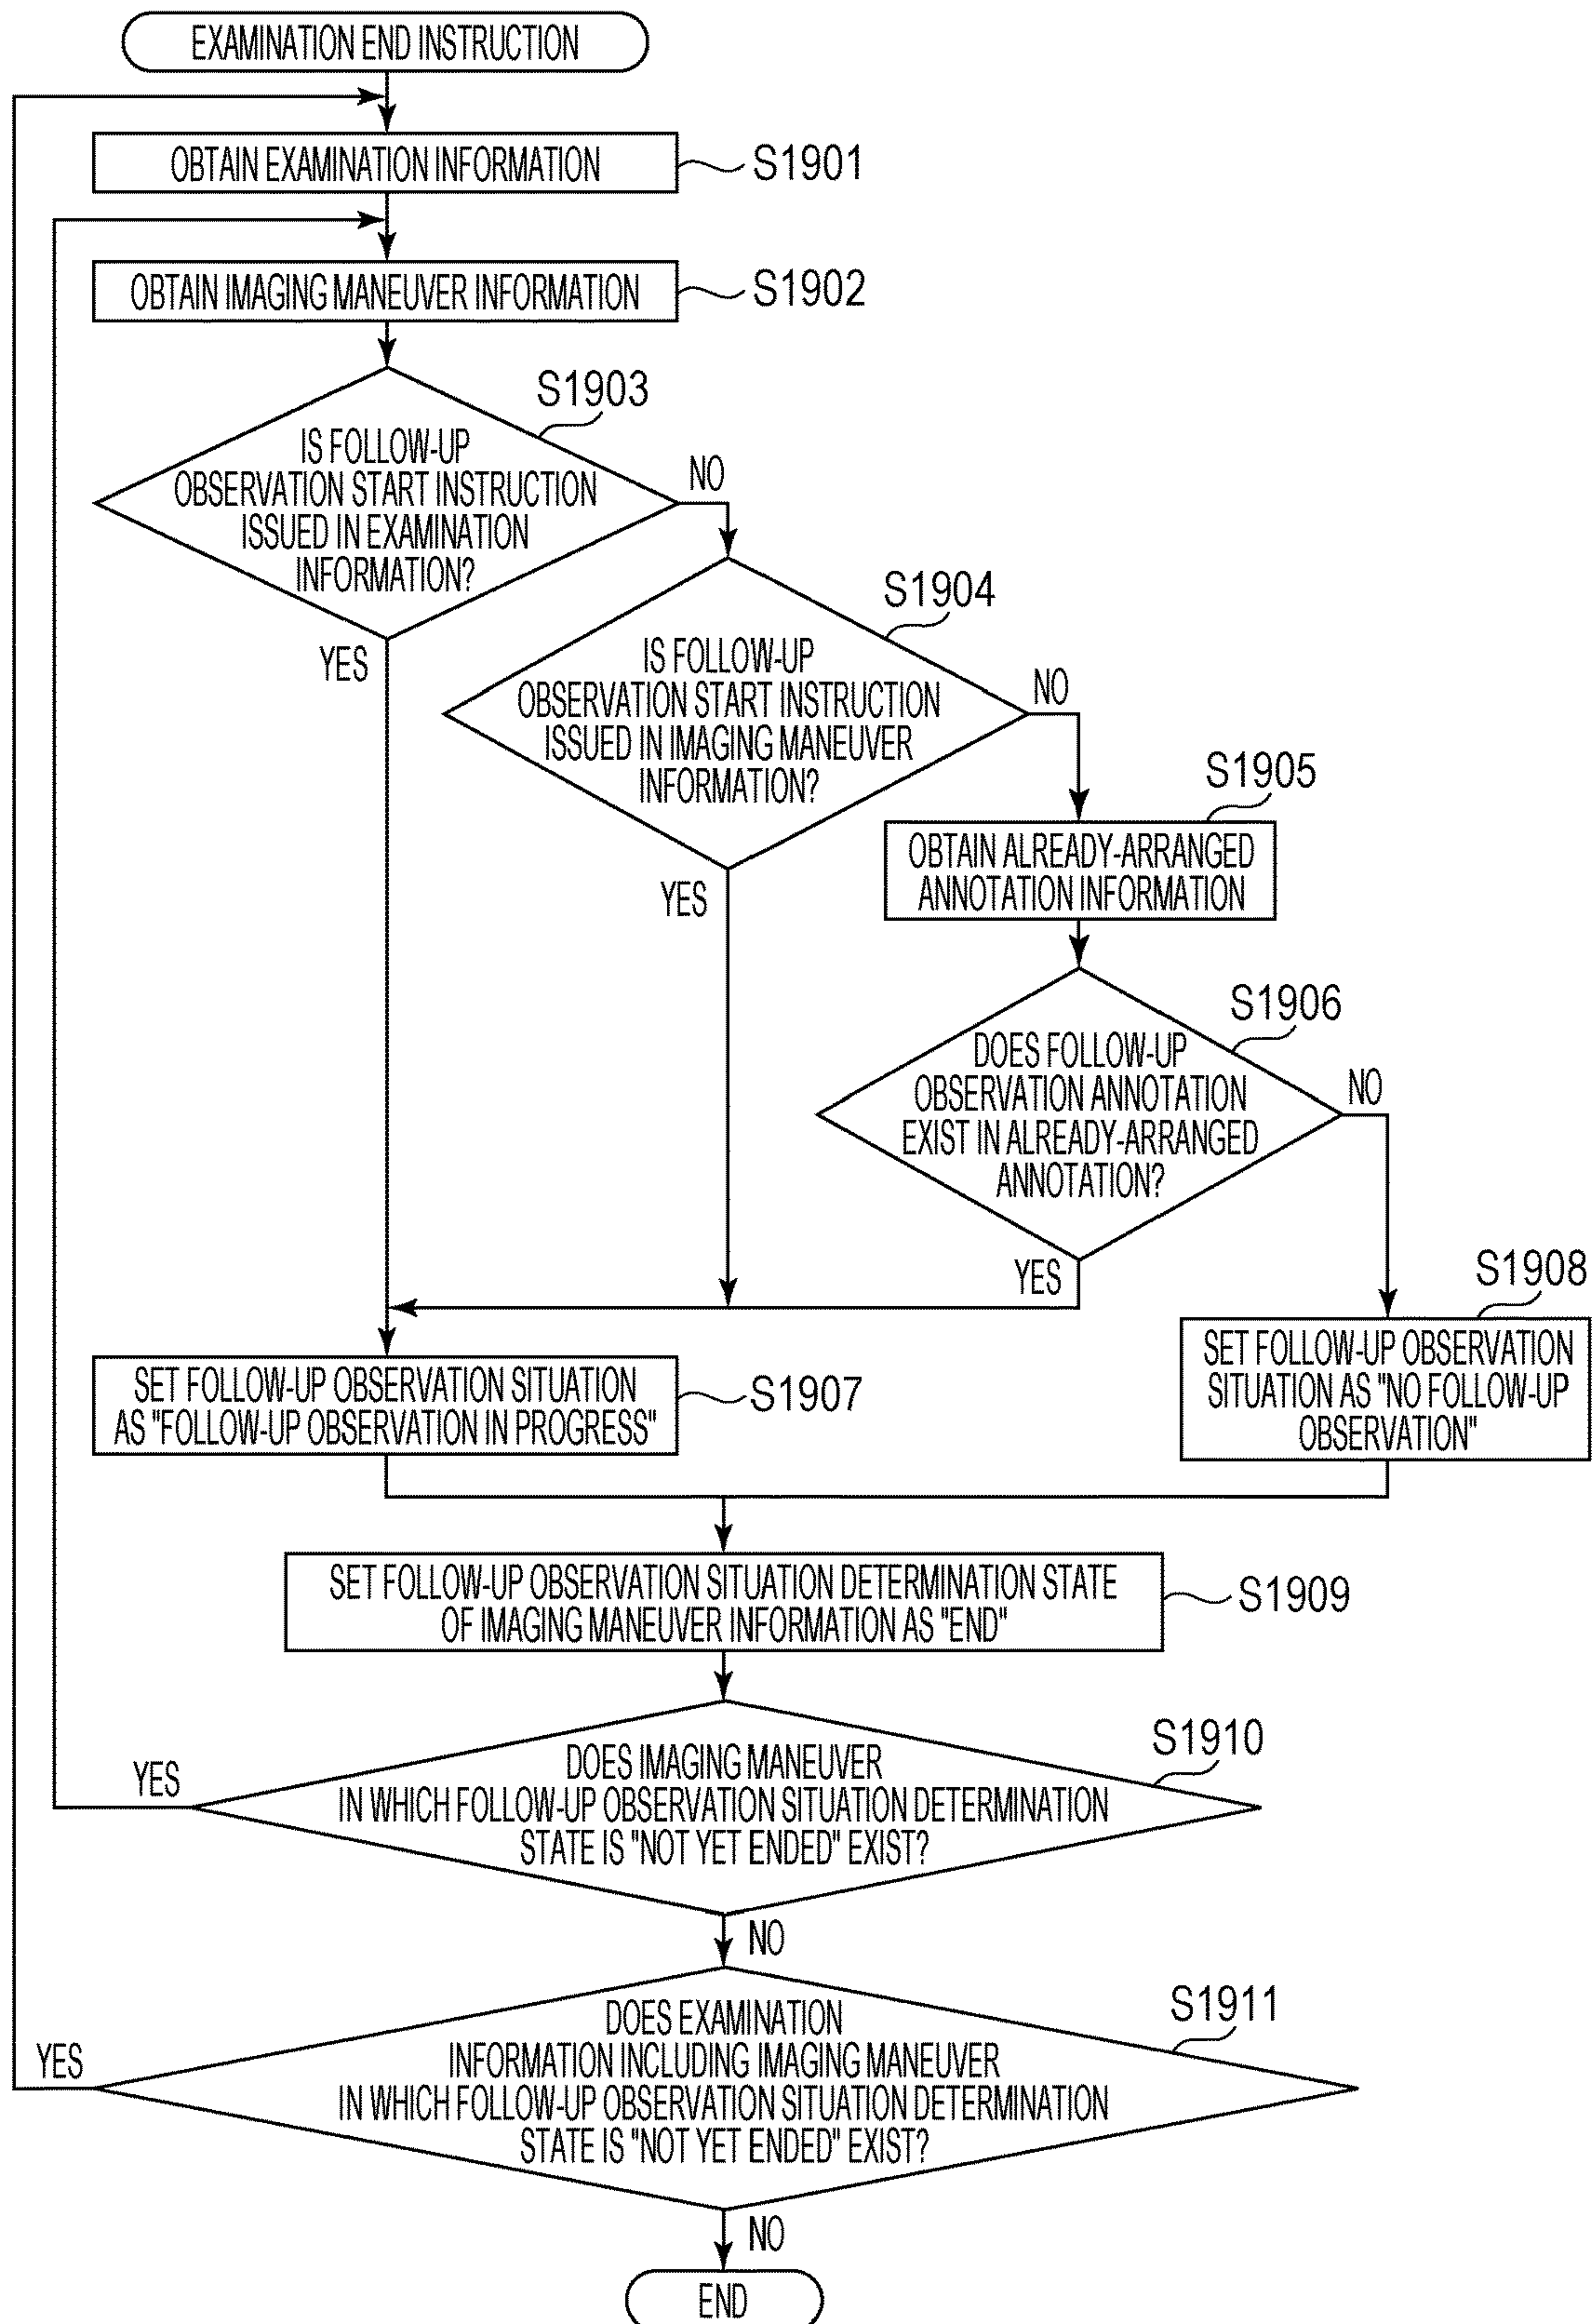 EXAMINATION END INSTRUCTION
OBTAIN EXAMINATION INFORMATION
S1901
OBTAIN IMAGING MANEUVER INFORMATION
S1902
S1903
IS FOLLOW-UP
OBSERVATION START INSTRUCTION
ISSUED IN EXAMINATION
INFORMATION?
NO
YES
S1904
IS FOLLOW-UP
OBSERVATION START INSTRUCTION
ISSUED IN IMAGING MANEUVER
INFORMATION?
NO
YES
S1905
OBTAIN ALREADY-ARRANGED
ANNOTATION INFORMATION
S1906
DOES FOLLOW-UP
OBSERVATION ANNOTATION
EXIST IN ALREADY-ARRANGED
ANNOTATION?
NO
YES
S1908
SET FOLLOW-UP OBSERVATION
SITUATION AS "NO FOLLOW-UP
OBSERVATION"
SET FOLLOW-UP OBSERVATION SITUATION
AS "FOLLOW-UP OBSERVATION IN PROGRESS"
S1907
SET FOLLOW-UP OBSERVATION SITUATION DETERMINATION STATE
OF IMAGING MANEUVER INFORMATION AS "END"
S1909
S1910
DOES IMAGING MANEUVER
IN WHICH FOLLOW-UP OBSERVATION SITUATION DETERMINATION
STATE IS "NOT YET ENDED" EXIST?
YES
NO
S1911
DOES EXAMINATION
INFORMATION INCLUDING IMAGING MANEUVER
IN WHICH FOLLOW-UP OBSERVATION SITUATION DETERMINATION
STATE IS "NOT YET ENDED" EXIST?
YES
NO
END